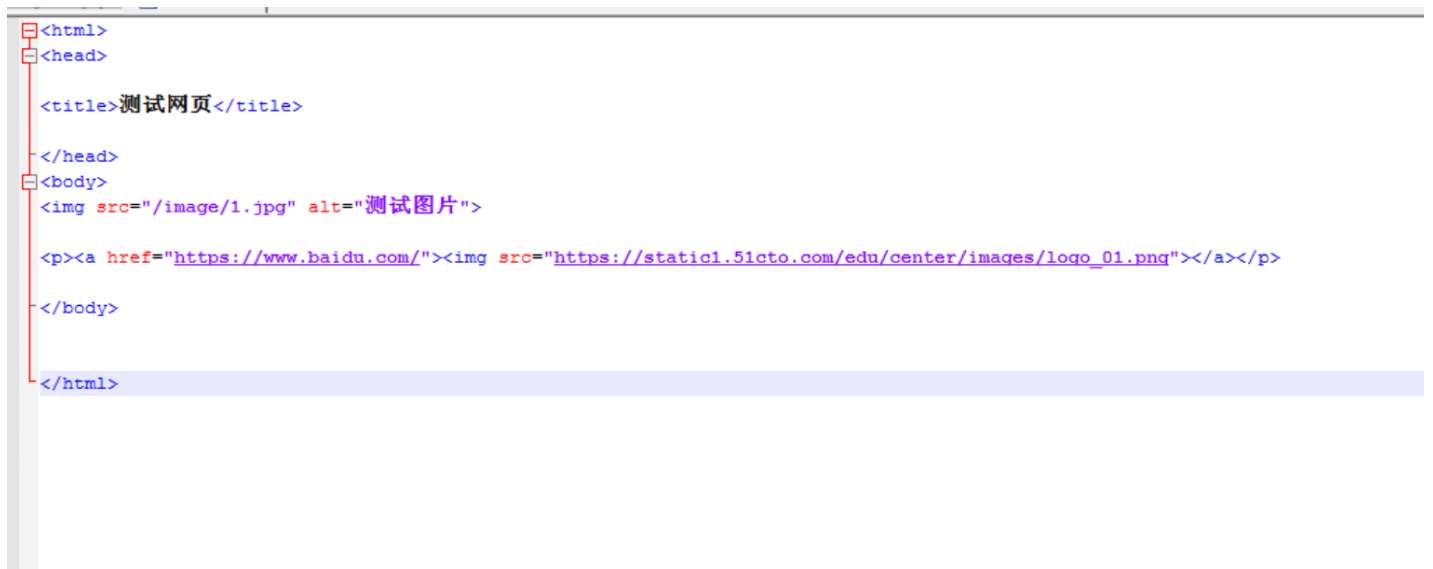 <html>
<head>
<title>测试网页</title>
</head>
<body>
<img src="/image/1.jpg" alt="测试图片">
<p><a href="https://www.baidu.com/"><img src="https://static1.51cto.com/edu/center/images/logo_01.png"></a></p>
</body>
</html>